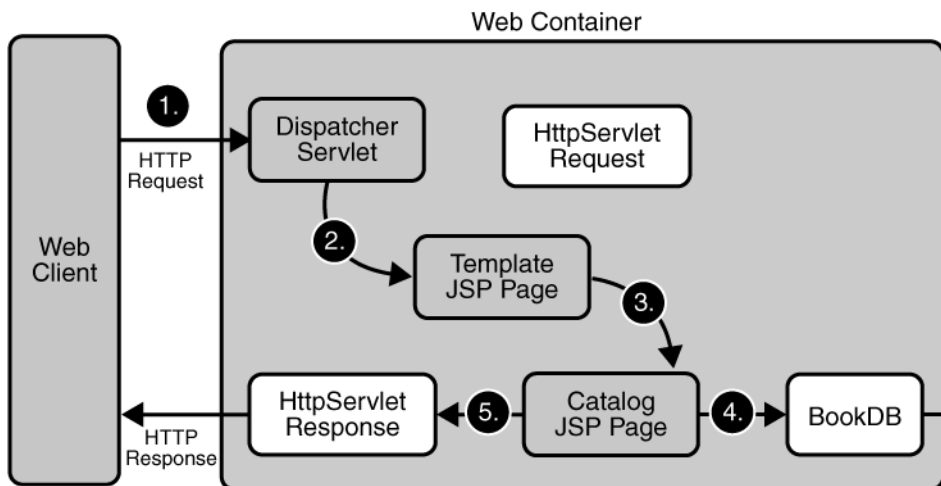 Web Container
1.
Dispatcher
Servlet
HttpServlet
Request
HTTP
Request
2.
Web
Client
Template
JSP Page
3.
HttpServlet
Response
5.
Catalog
JSP Page
4.
BookDB
HTTP
Response